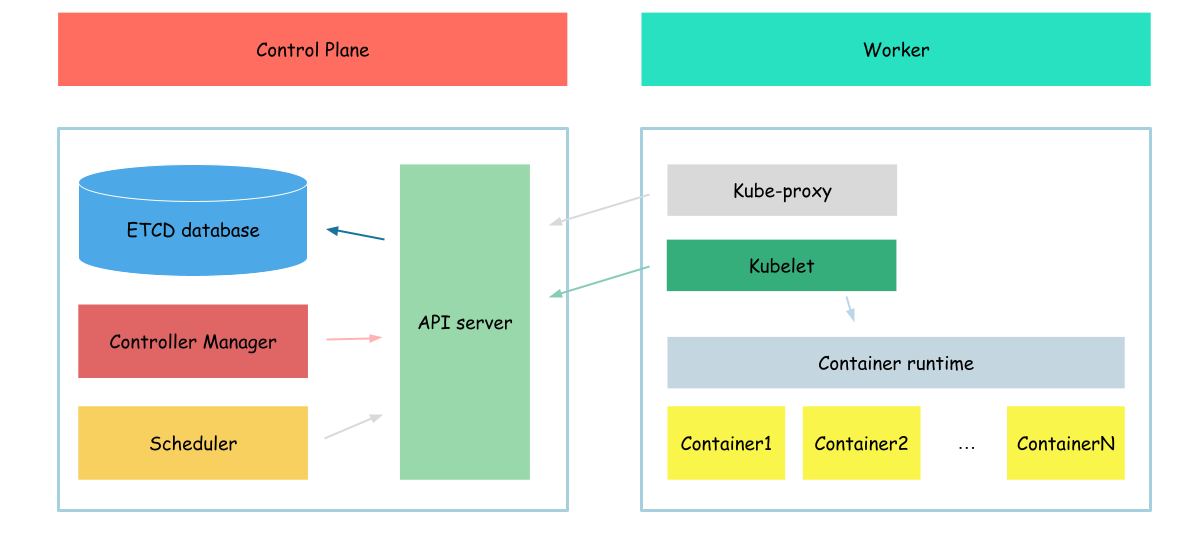 Control Plane
Worker
ETCD database
Controller Manager
Scheduler
API server
Kube-proxy
Kubelet
Container runtime
Container1
Container2
...
ContainerN